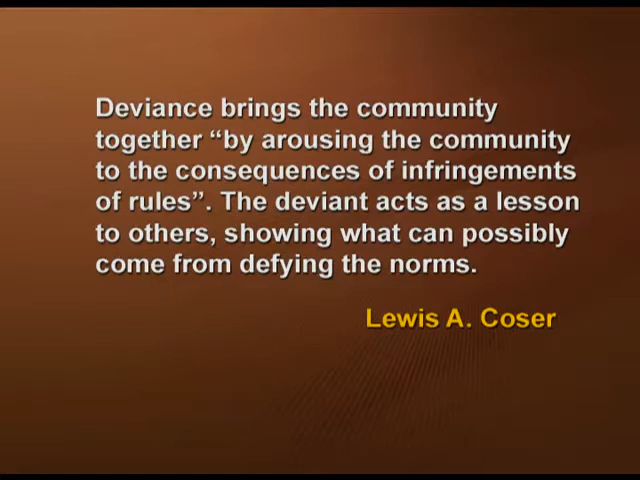 Deviance brings the community
together “by arousing the community
to the consequences of infringements
of rules”. The deviant acts as a lesson
to others, showing what can possibly
come from defying the norms.
Lewis A. Coser